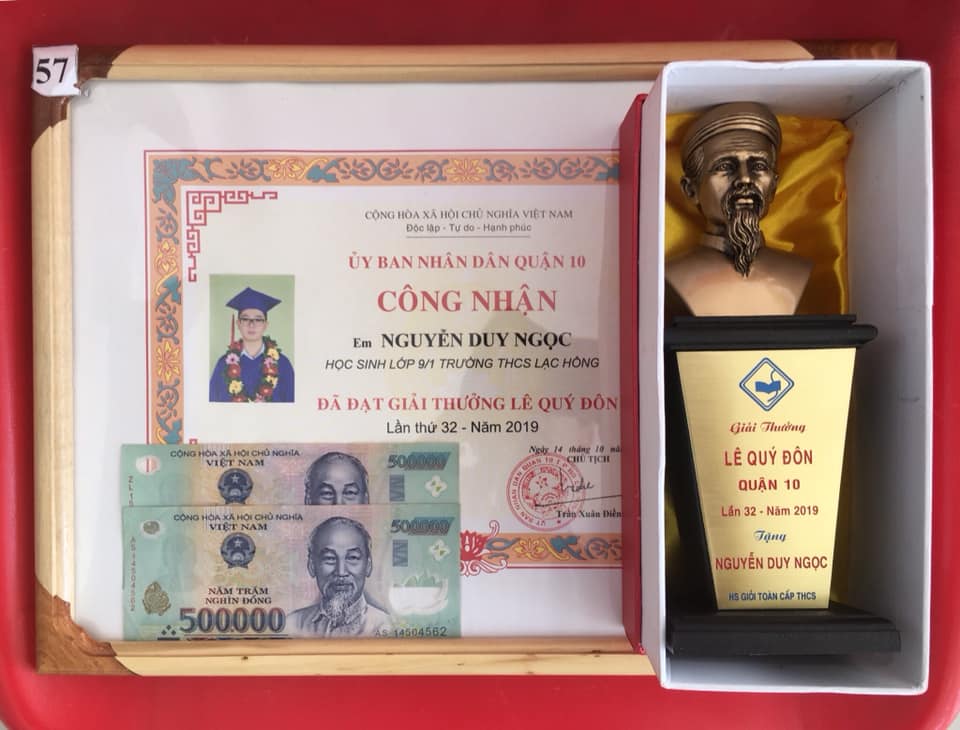 57
CỘNG HÒA XÃ HỘI CHỦ NGHĨA VIỆT NAM
Độc lập - Tự do - Hạnh phúc
ỦY BAN NHÂN DÂN QUẬN 10
CÔNG NHẬN
Em NGUYỄN DUY NGỌC
HỌC SINH LỚP 9/1 TRƯỜNG THCS LẠC HỒNG
ĐÃ ĐẠT GIẢI THƯỞNG LÊ QUÝ ĐÔN
Lần thứ 32 - Năm 2019
Ngày 14 tháng 10
CHỦ TỊCH
Trần Xuân Điền
CỘNG HÒA XÃ HỘI CHỦ NGHĨA
VIỆT NAM
500000
CỘNG HÒA XÃ HỘI CHỦ NGHĨA
VIỆT NAM
500000
AS 14504562
NĂM TRĂM
NGHÌN ĐỒNG
500000
AS 14504562
Giải Thưởng
LÊ QUÝ ĐÔN
QUẬN 10
Lần 32 - Năm 2019
Tặng
NGUYỄN DUY NGỌC
HS GIỎI TOÀN CẤP THCS